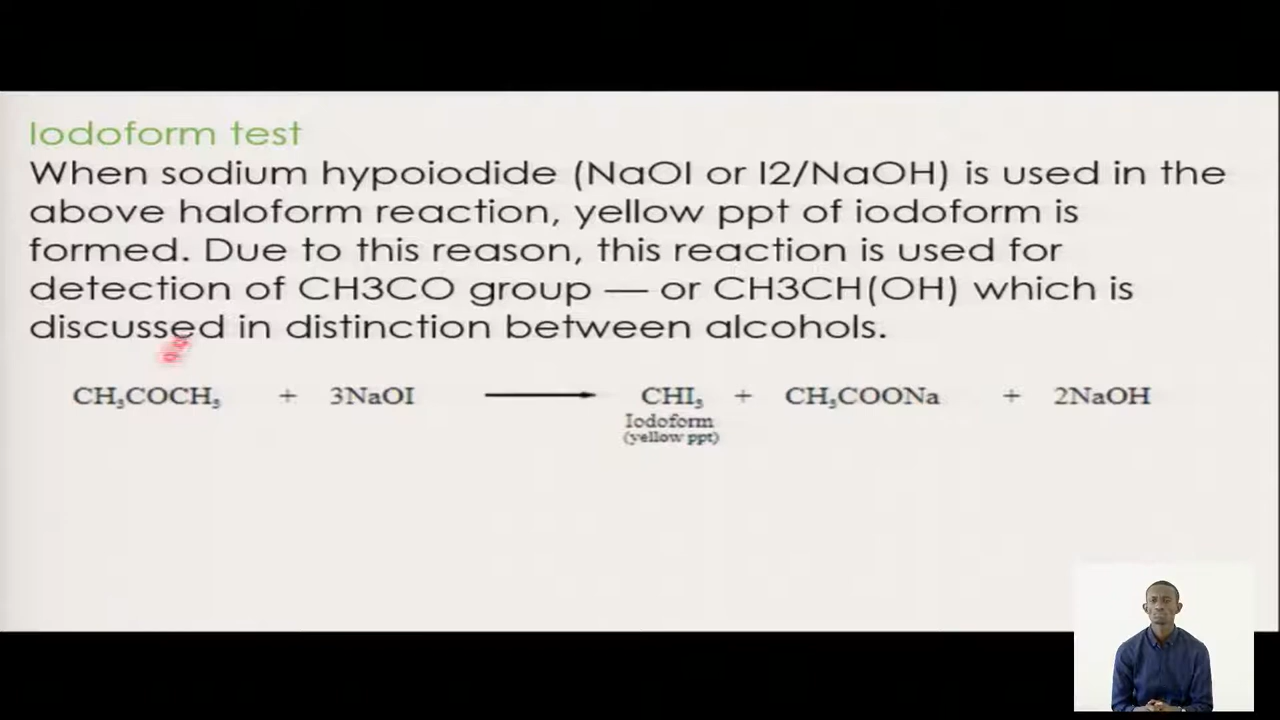 Iodoform test
When sodium hypoiodide (NaOI or I2/NaOH) is used in the
above haloform reaction, yellow ppt of iodoform is
formed. Due to this reason, this reaction is used for
detection of CH3CO group — or CH3CH(OH) which is
discussed in distinction between alcohols.
CH₃COCH₃ + 3NaOI ⟶ CHI₃ + CH₃COONa + 2NaOH
Iodoform
(yellow ppt)